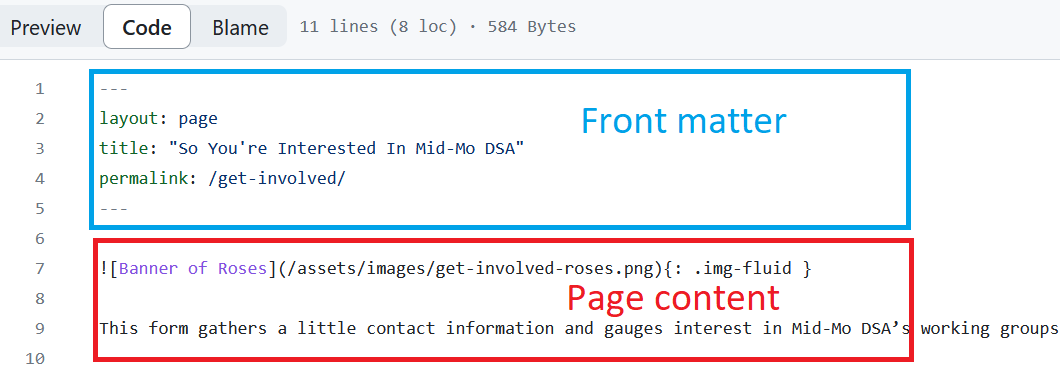 Preview Code Blame 11 lines (8 loc) · 584 Bytes
1 ---
2 layout: page
3 title: "So You're Interested In Mid-Mo DSA"
4 permalink: /get-involved/
5 ---
Front matter
6
7 ![Banner of Roses](/assets/images/get-involved-roses.png){: .img-fluid }
8
Page content
9 This form gathers a little contact information and gauges interest in Mid-Mo DSA’s working groups
10